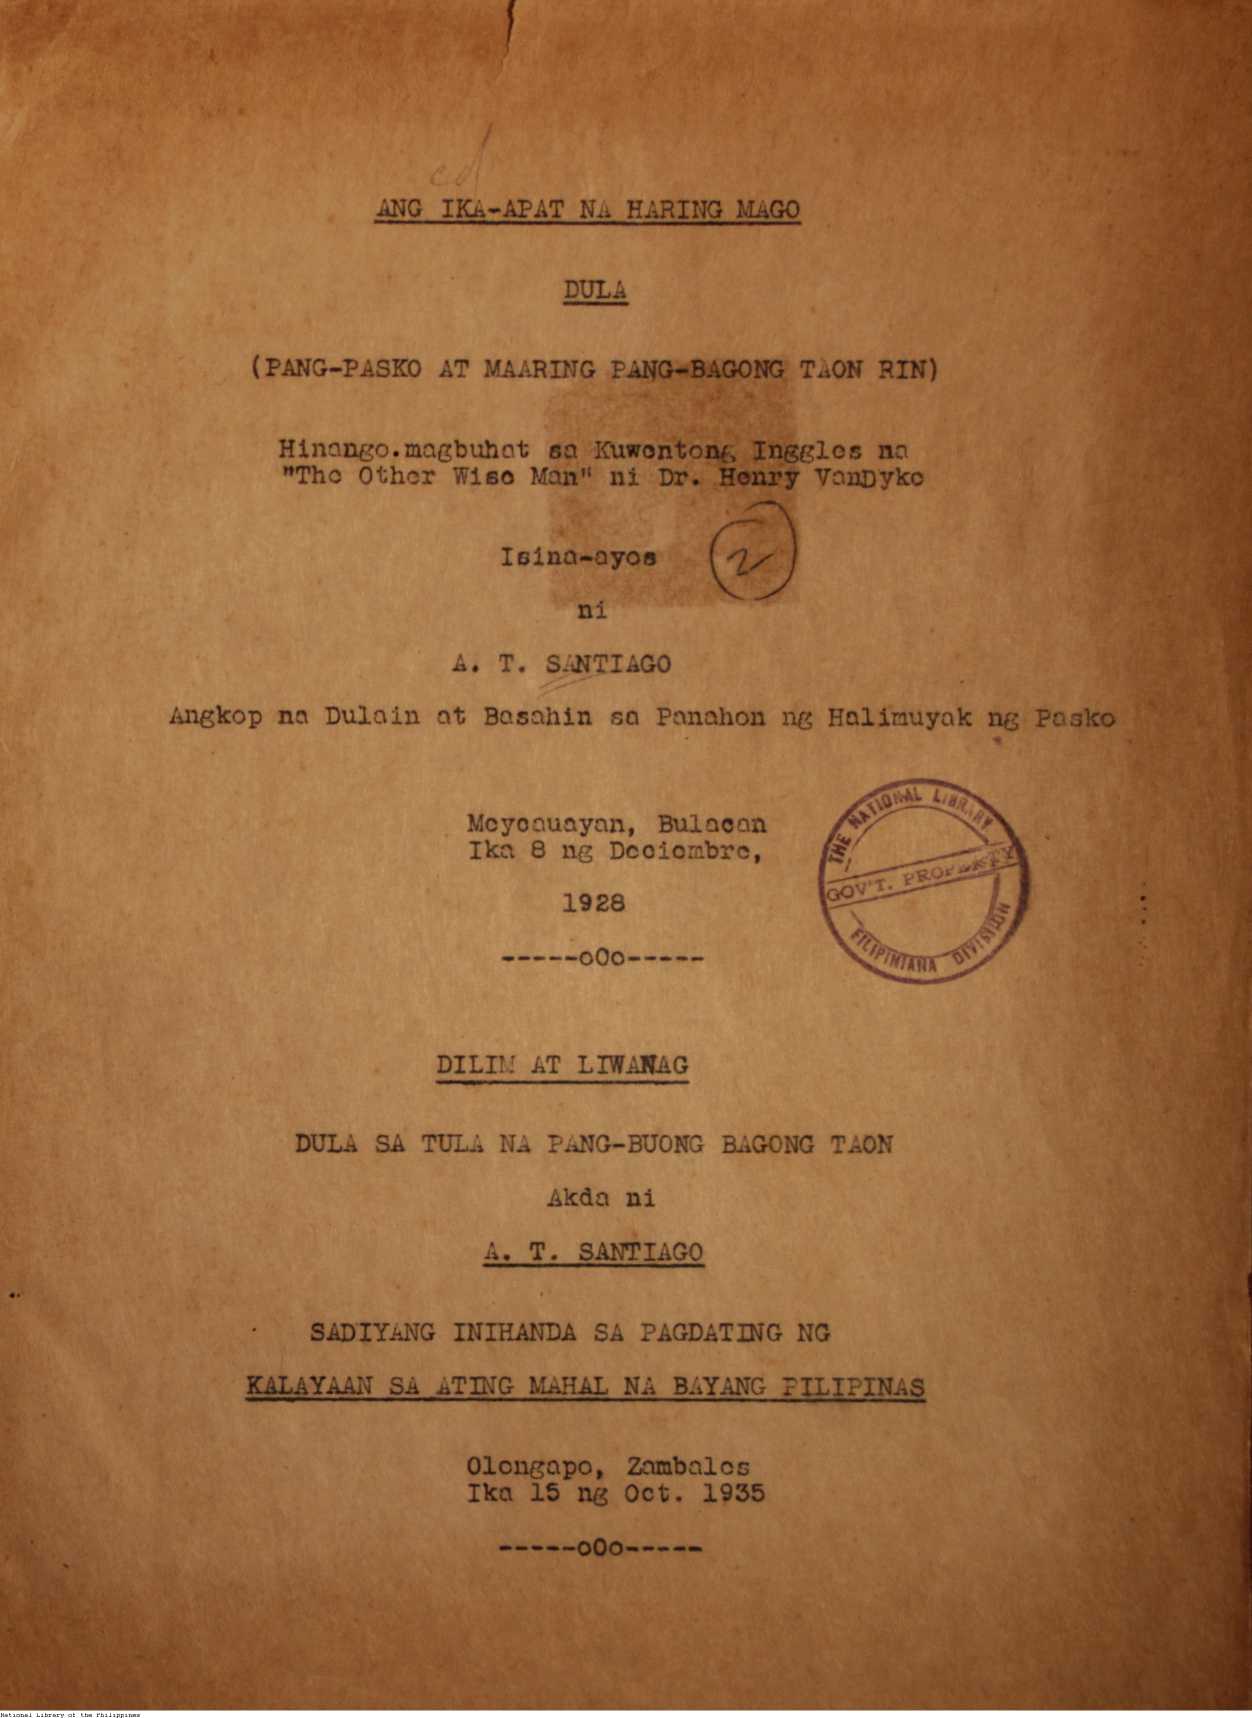 cd
ANG IKA-APAT NA HARING MAGO
DULA
(PANG-PASKO AT MAARING PANG-BAGONG TAON RIN)
Hinango.magbuhat sa Kuwentong Inggles na
"The Other Wise Man" ni Dr. Henry VanDyke
Isina-ayos
2
ni
A. T. SANTIAGO
Angkop na Dulain at Basahin sa Panahon ng Halimuyak ng Pasko
Meycauayan, Bulacan
Ika 8 ng Deciembre,
1928
THE NATIONAL LIBRARY
GOV'T. PROPERTY
FILIPINIANA DIVISION
-----oOo-----
DILIM AT LIWANAG
DULA SA TULA NA PANG-BUONG BAGONG TAON
Akda ni
A. T. SANTIAGO
SADIYANG INIHANDA SA PAGDATING NG
KALAYAAN SA ATING MAHAL NA BAYANG PILIPINAS
Olongapo, Zambales
Ika 15 ng Oct. 1935
-----oOo-----
National Library of the Philippines